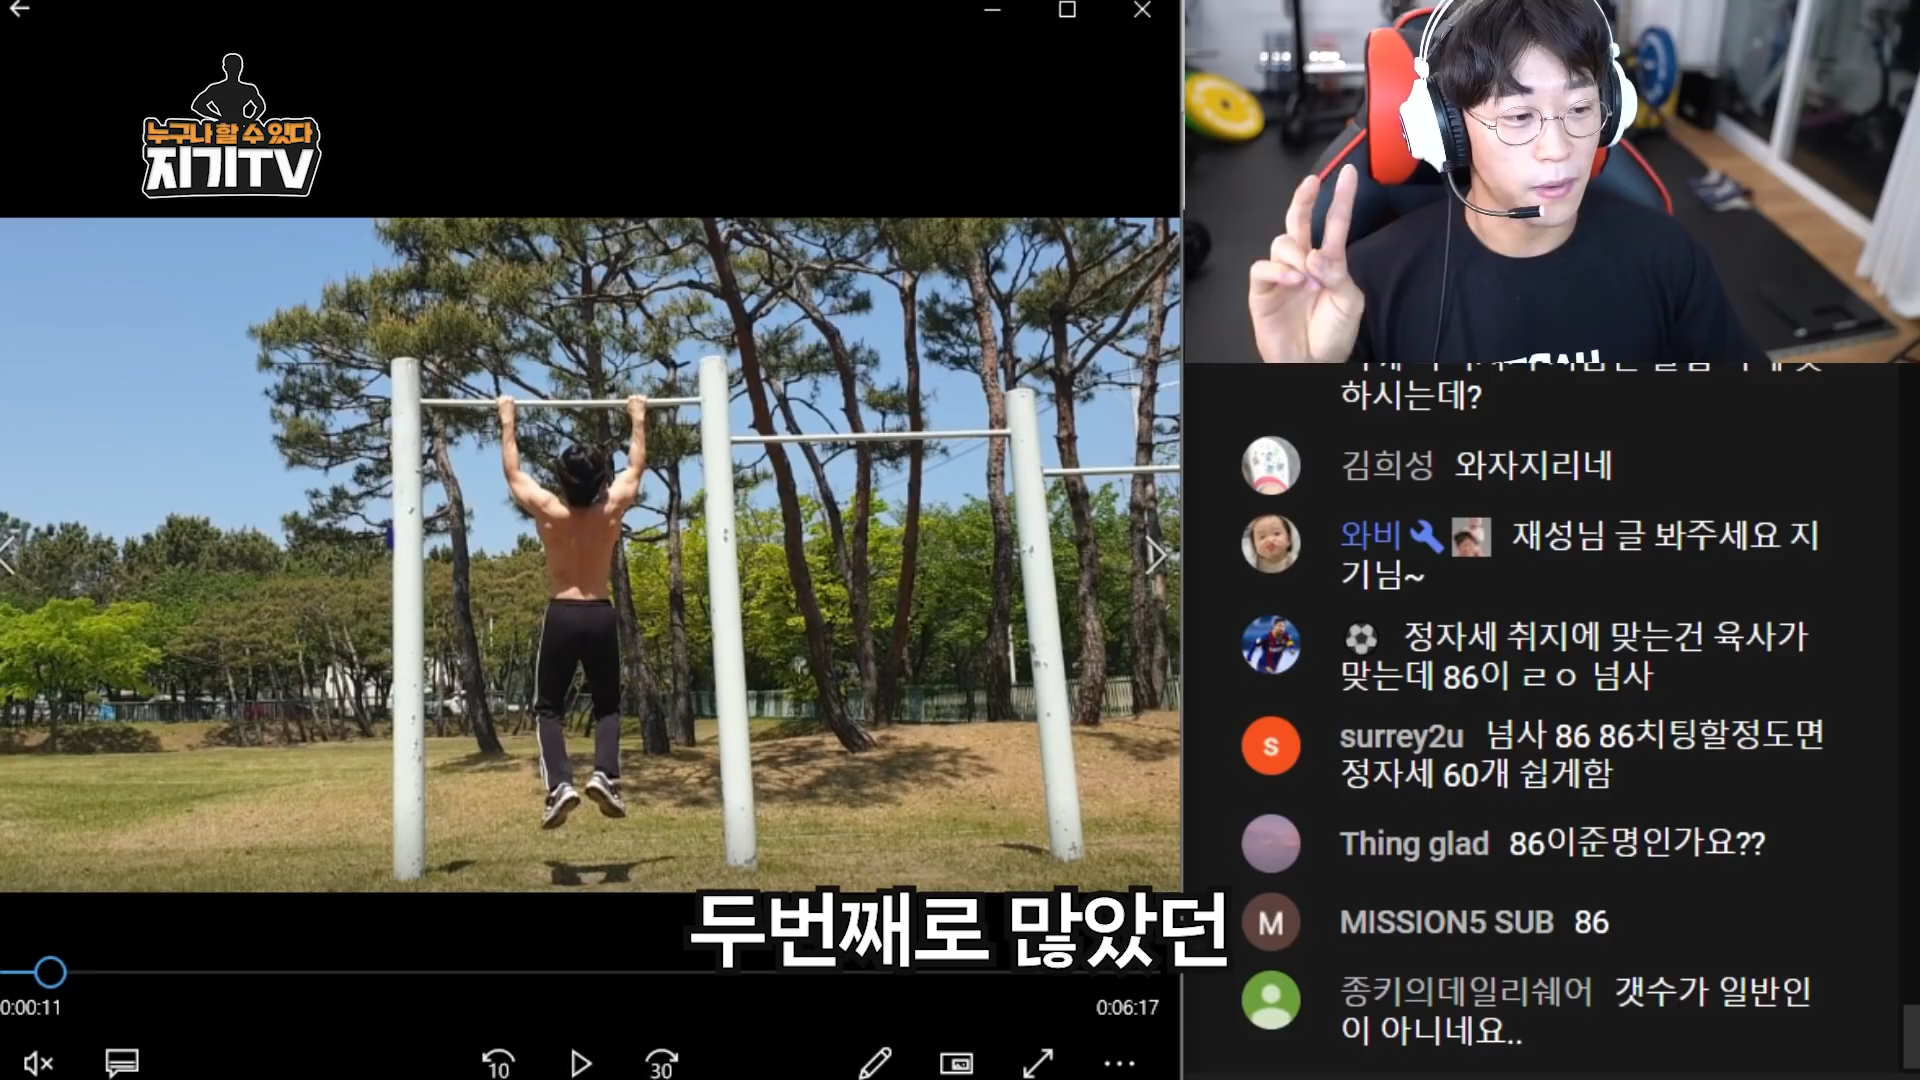 누구나 할 수 있다
지기TV
하시는데?
김희성 와자지리네
와비 재성님 글 봐주세요 지
기님~
정자세 취지에 맞는건 육사가
맞는데 86이 ㄹㅇ 넘사
surrey2u 넘사 86 86치팅할정도면
정자세 60개 쉽게함
Thing glad 86이준명인가요??
M MISSION5 SUB 86
종키의데일리쉐어 갯수가 일반인
이 아니네요..
두번째로 많았던
0:00:11
0:06:17
10
30